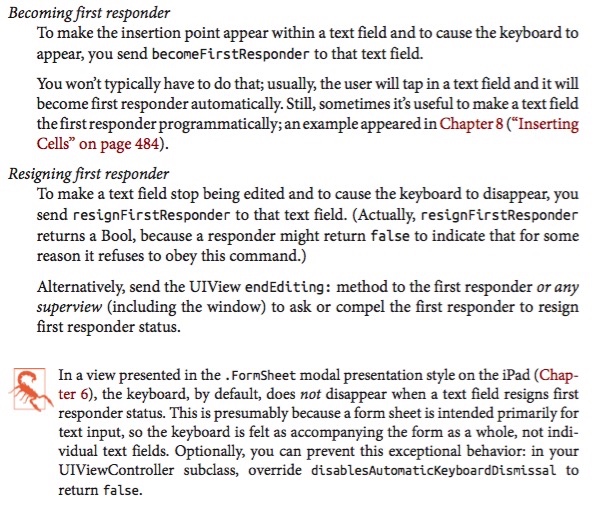 Becoming first responder
To make the insertion point appear within a text field and to cause the keyboard to
appear, you send becomeFirstResponder to that text field.
You won't typically have to do that; usually, the user will tap in a text field and it will
become first responder automatically. Still, sometimes it's useful to make a text field
the first responder programmatically; an example appeared in Chapter 8 ("Inserting
Cells" on page 484).
Resigning first responder
To make a text field stop being edited and to cause the keyboard to disappear, you
send resignFirstResponder to that text field. (Actually, resignFirstResponder
returns a Bool, because a responder might return false to indicate that for some
reason it refuses to obey this command.)
Alternatively, send the UIView endEditing: method to the first responder or any
superview (including the window) to ask or compel the first responder to resign
first responder status.
In a view presented in the .FormSheet modal presentation style on the iPad (Chap-
ter 6), the keyboard, by default, does not disappear when a text field resigns first
responder status. This is presumably because a form sheet is intended primarily for
text input, so the keyboard is felt as accompanying the form as a whole, not indi-
vidual text fields. Optionally, you can prevent this exceptional behavior: in your
UIViewController subclass, override disablesAutomaticKeyboardDismissal to
return false.